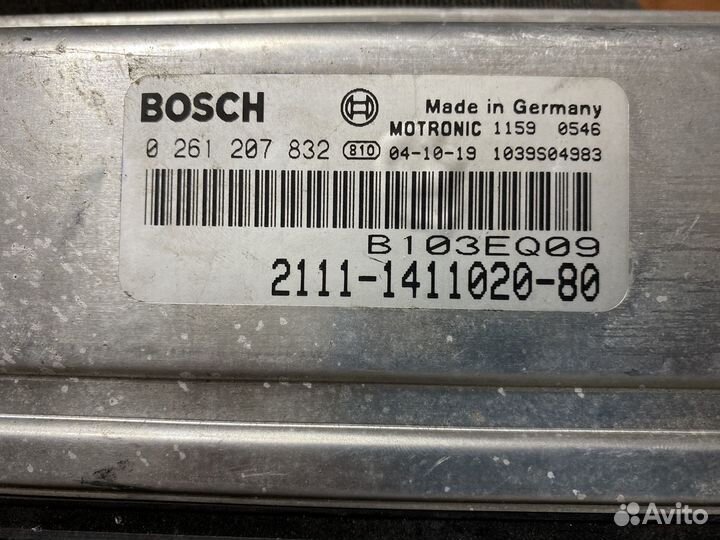 BOSCH
Made in Germany
MOTRONIC 1159 0546
0 261 207 832 810 04-10-19 1039S04983
B103EQ09
2111-1411020-80
Avito